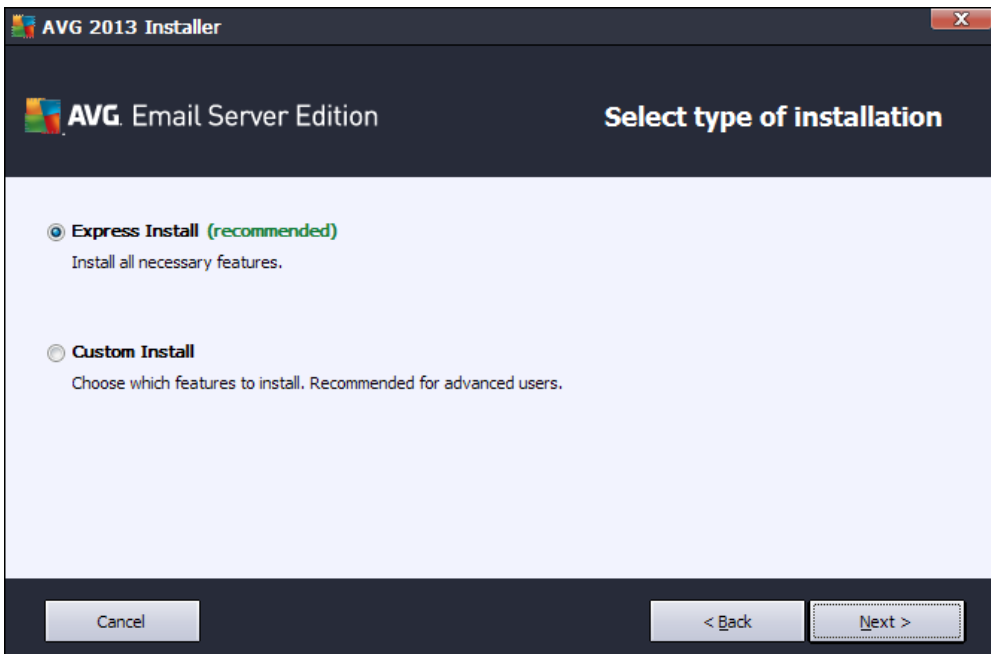 AVG 2013 Installer
AVG. Email Server Edition
Select type of installation
Express Install (recommended)
Install all necessary features.
Custom Install
Choose which features to install. Recommended for advanced users.
Cancel
< Back
Next >